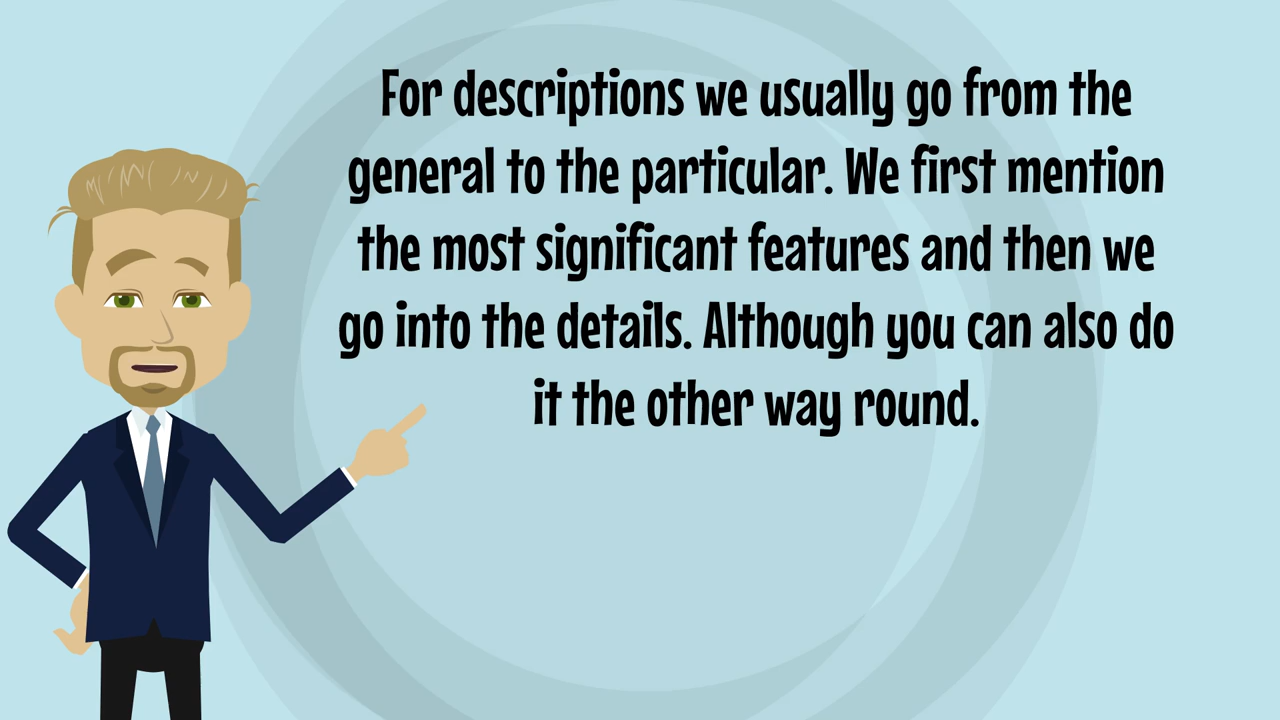 For descriptions we usually go from the
general to the particular. We first mention
the most significant features and then we
go into the details. Although you can also do
it the other way round.